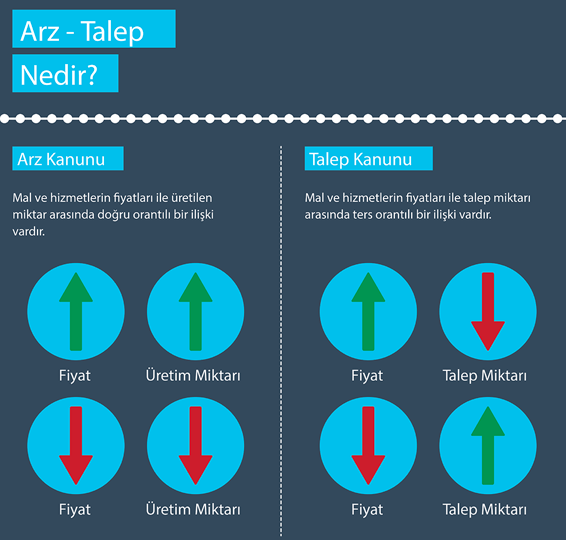 Arz - Talep
Nedir?
Arz Kanunu
Mal ve hizmetlerin fiyatları ile üretilen
miktar arasında doğru orantılı bir ilişki
vardır.
Fiyat
Üretim Miktarı
Fiyat
Üretim Miktarı
Talep Kanunu
Mal ve hizmetlerin fiyatları ile talep miktarı
arasında ters orantılı bir ilişki vardır.
Fiyat
Talep Miktarı
Fiyat
Talep Miktarı